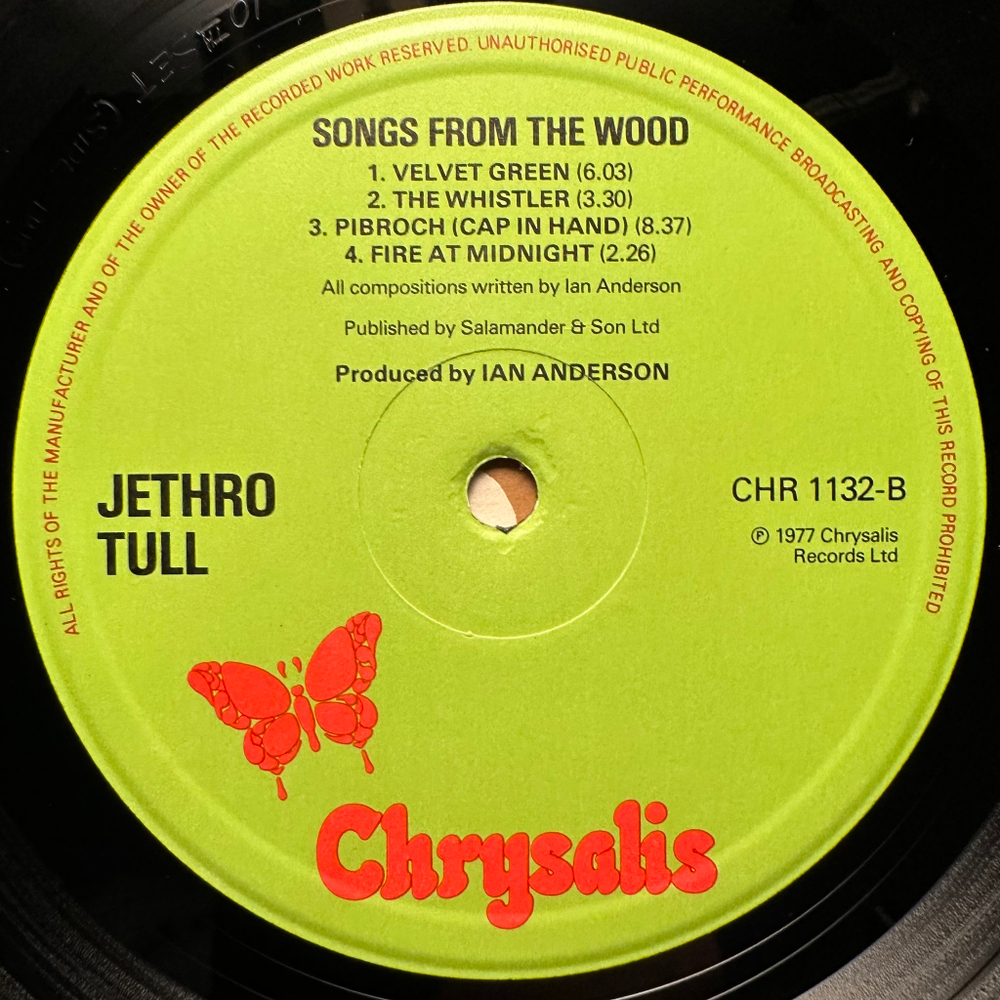 ALL RIGHTS OF THE MANUFACTURER AND OF THE OWNER OF THE RECORDED WORK RESERVED. UNAUTHORISED PUBLIC PERFORMANCE BROADCASTING AND COPYING OF THIS RECORD PROHIBITED
SONGS FROM THE WOOD
1. VELVET GREEN (6.03)
2. THE WHISTLER (3.30)
3. PIBROCH (CAP IN HAND) (8.37)
4. FIRE AT MIDNIGHT (2.26)
All compositions written by Ian Anderson
Published by Salamander & Son Ltd
Produced by IAN ANDERSON
JETHRO
TULL
CHR 1132-B
℗ 1977 Chrysalis
Records Ltd
Chrysalis